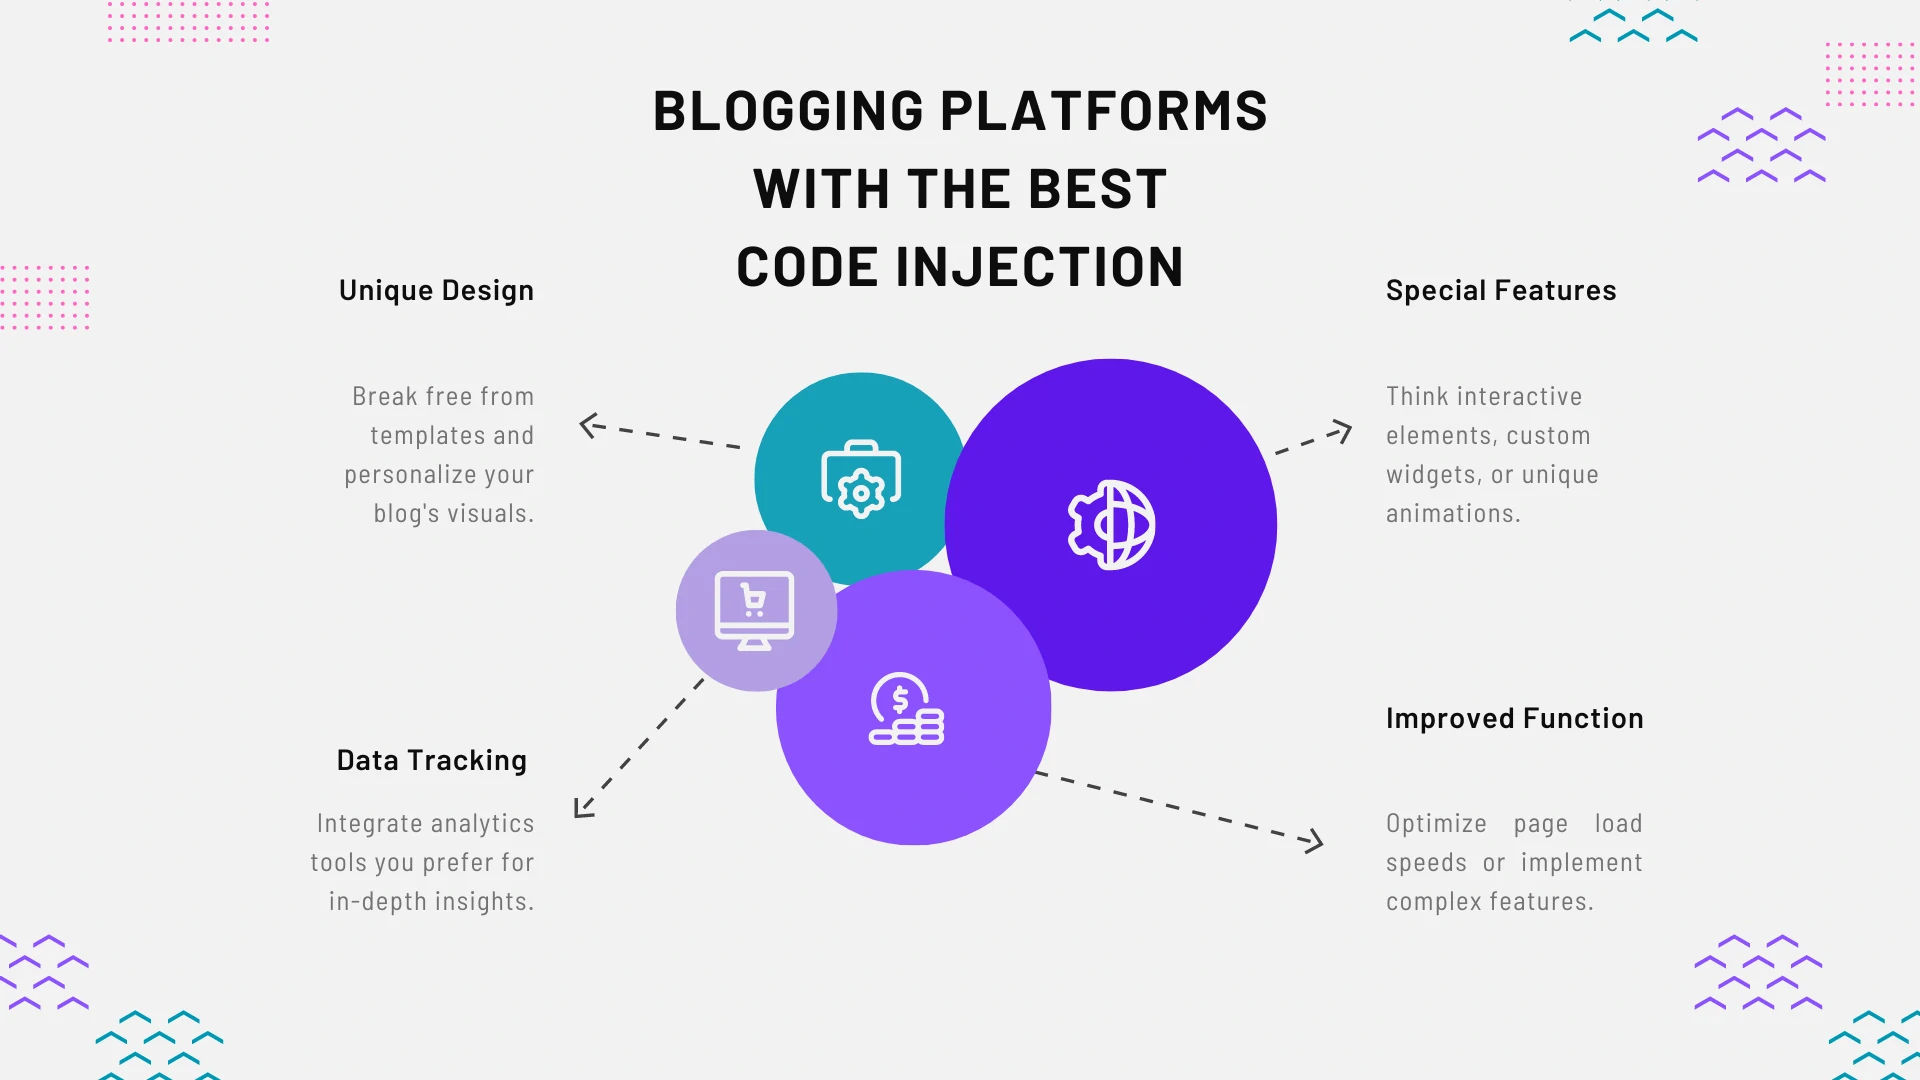 BLOGGING PLATFORMS
WITH THE BEST
CODE INJECTION
Unique Design
Break free from
templates and
personalize your
blog's visuals.
Special Features
Think interactive
elements, custom
widgets, or unique
animations.
Data Tracking
Integrate analytics
tools you prefer for
in-depth insights.
Improved Function
Optimize page load
speeds or implement
complex features.
$